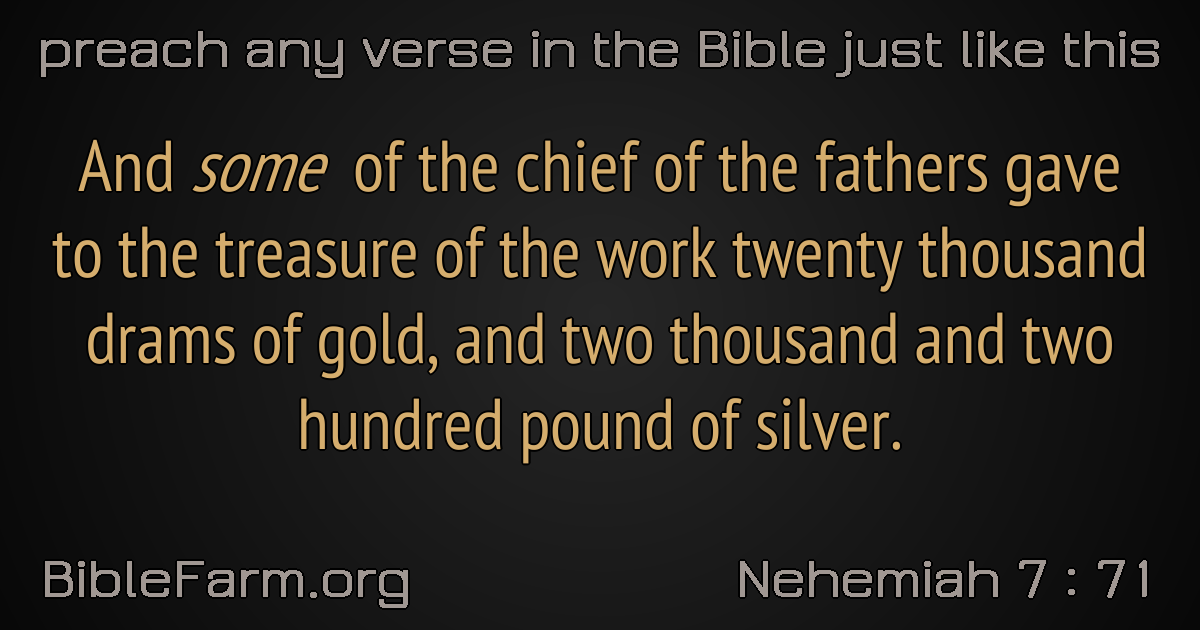 preach any verse in the Bible just like this
And some of the chief of the fathers gave
to the treasure of the work twenty thousand
drams of gold, and two thousand and two
hundred pound of silver.
BibleFarm.org
Nehemiah 7 : 71